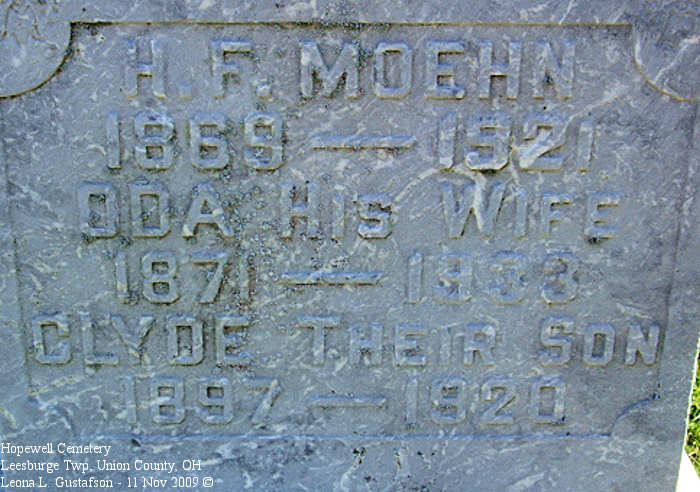 H. F. MOEHN
1869 — 1921
ODA HIS WIFE
1871 — 1933
CLYDE THEIR SON
1897 — 1920
Hopewell Cemetery
Leesburge Twp, Union County, OH
Leona L. Gustafson - 11 Nov 2009 ©